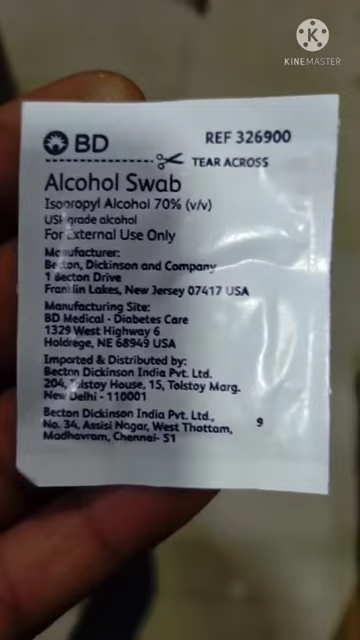 KINEMASTER
BD
REF 326900
TEAR ACROSS
Alcohol Swab
Isopropyl Alcohol 70% (v/v)
USP grade alcohol
For External Use Only
Manufacturer:
Becton, Dickinson and Company
1 Becton Drive
Franklin Lakes, New Jersey 07417 USA
Manufacturing Site:
BD Medical - Diabetes Care
1329 West Highway 6
Holdrege, NE 68949 USA
Imported & Distributed by:
Becton Dickinson India Pvt. Ltd.
204, Tolstoy House, 15, Tolstoy Marg.
New Delhi - 110001
Becton Dickinson India Pvt. Ltd.,
No. 34, Assisi Nagar, West Thottam,
Madhavram, Chennai- 51
9